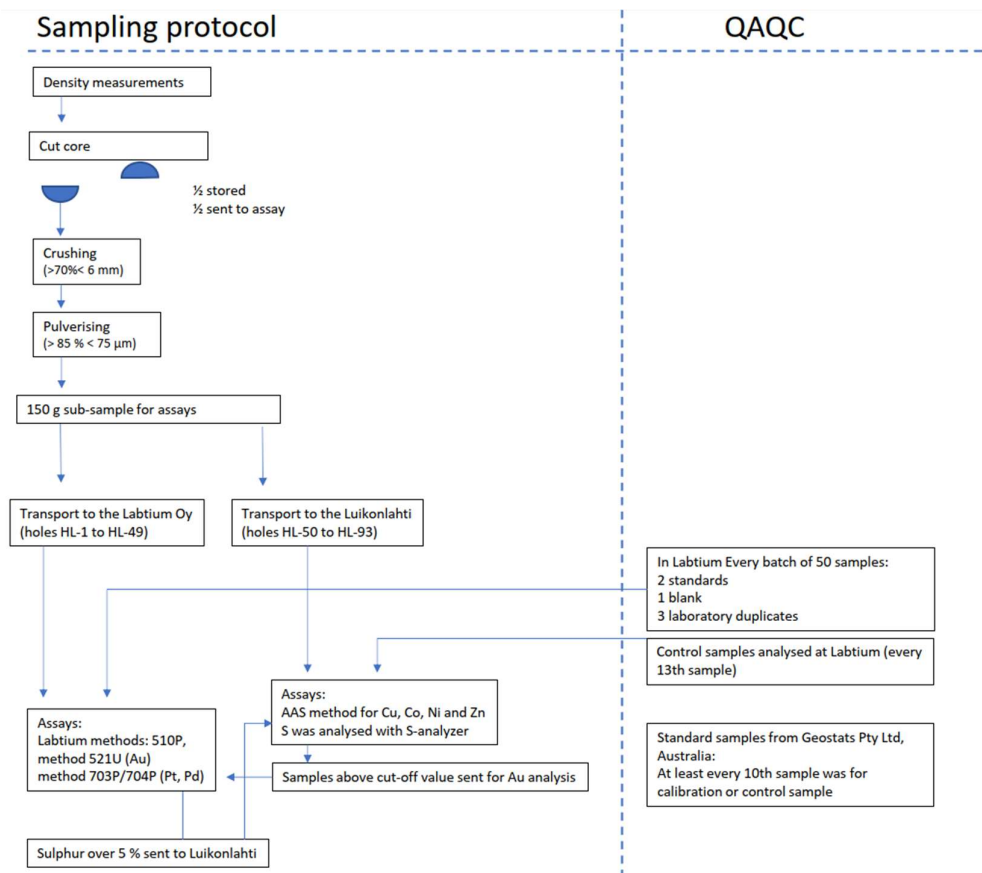 Sampling protocol
QAQC
Density measurements
Cut core
½ stored
½ sent to assay
Crushing
(>70%< 6 mm)
Pulverising
(> 85 % < 75 µm)
150 g sub-sample for assays
Transport to the Labtium Oy
(holes HL-1 to HL-49)
Transport to the Luikonlahti
(holes HL-50 to HL-93)
In Labtium Every batch of 50 samples:
2 standards
1 blank
3 laboratory duplicates
Control samples analysed at Labtium (every
13th sample)
Assays:
AAS method for Cu, Co, Ni and Zn
S was analysed with S-analyzer
Assays:
Labtium methods: 510P,
method 521U (Au)
method 703P/704P (Pt, Pd)
Standard samples from Geostats Pty Ltd,
Australia:
At least every 10th sample was for
calibration or control sample
Samples above cut-off value sent for Au analysis
Sulphur over 5 % sent to Luikonlahti